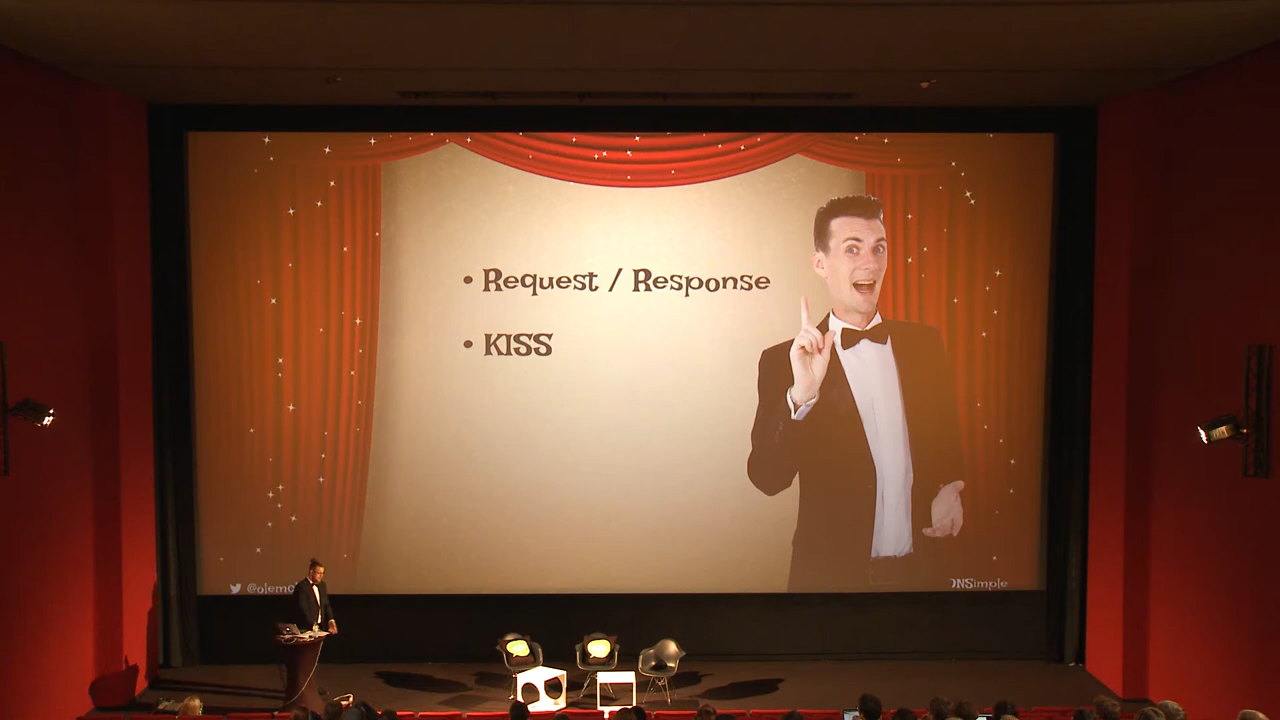 • Request / Response
• KISS
DNSimple